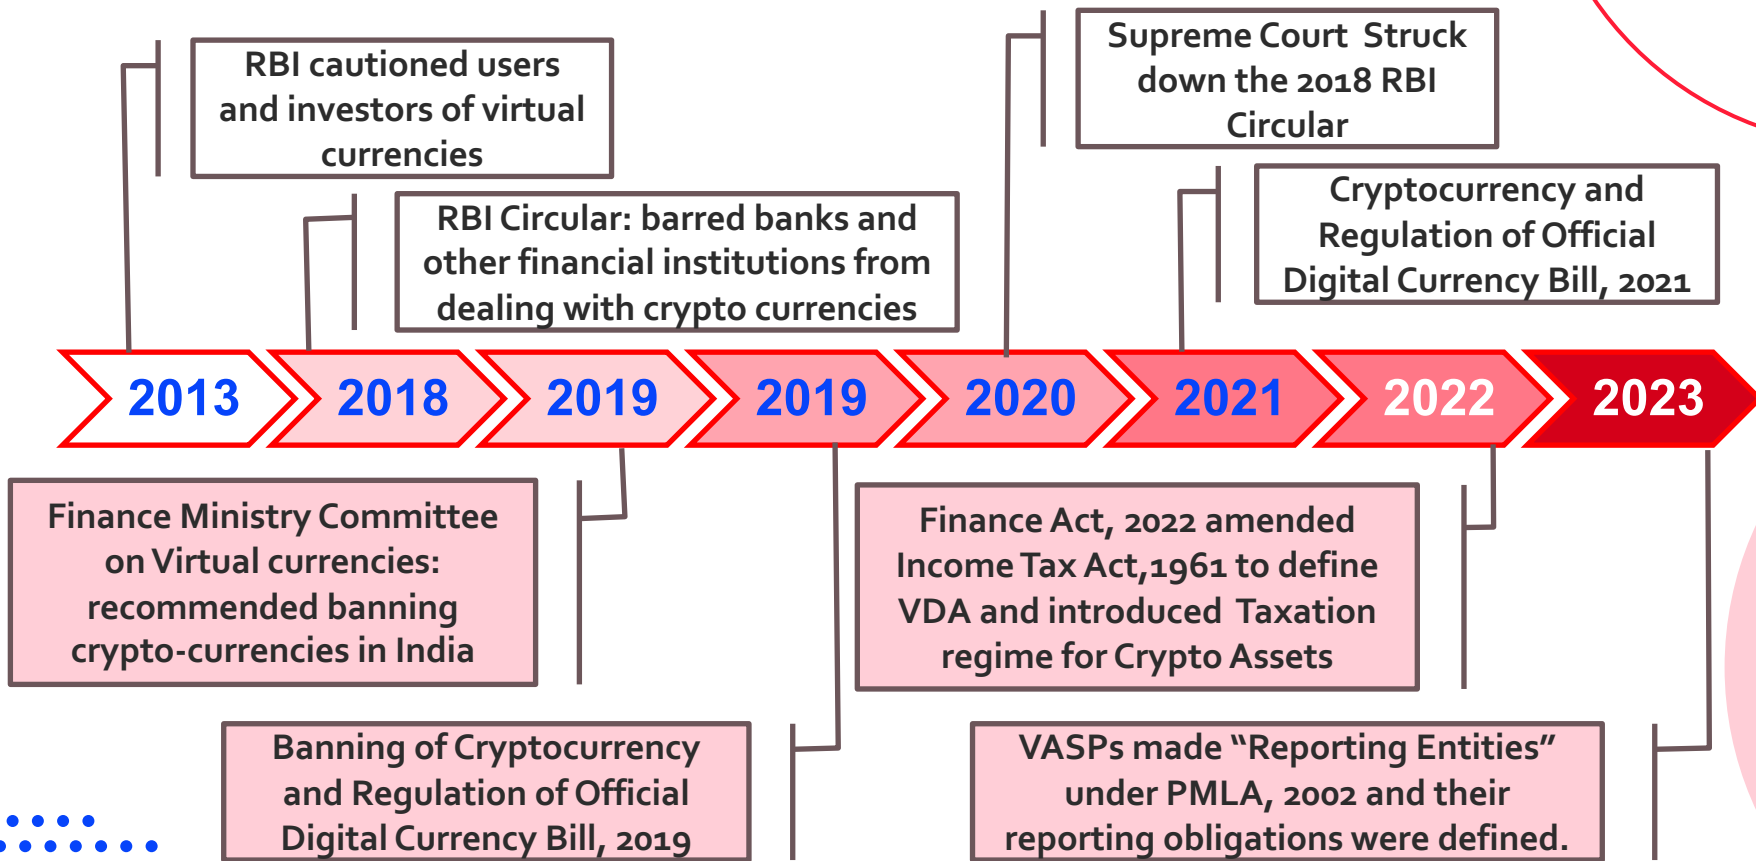 RBI cautioned users
and investors of virtual
currencies
Supreme Court Struck
down the 2018 RBI
Circular
RBI Circular: barred banks and
other financial institutions from
dealing with crypto currencies
Cryptocurrency and
Regulation of Official
Digital Currency Bill, 2021
2013
2018
2019
2019
2020
2021
2022
2023
Finance Ministry Committee
on Virtual currencies:
recommended banning
crypto-currencies in India
Finance Act, 2022 amended
Income Tax Act,1961 to define
VDA and introduced Taxation
regime for Crypto Assets
Banning of Cryptocurrency
and Regulation of Official
Digital Currency Bill, 2019
VASPs made “Reporting Entities”
under PMLA, 2002 and their
reporting obligations were defined.